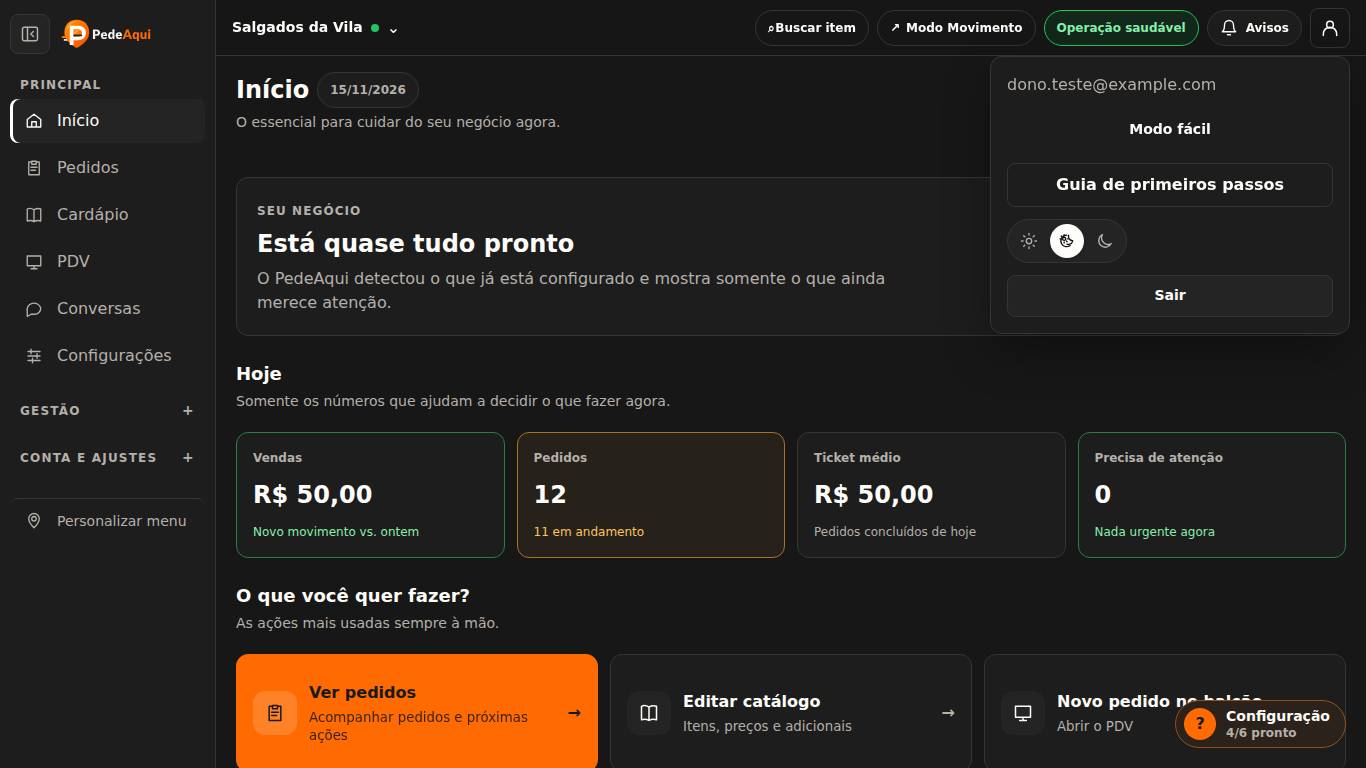 PedeAqui
PRINCIPAL
Início
Pedidos
Cardápio
PDV
Conversas
Configurações
GESTÃO +
CONTA E AJUSTES +
Personalizar menu
Salgados da Vila
Buscar item
↗ Modo Movimento
Operação saudável
Avisos
dono.teste@example.com
Modo fácil
Guia de primeiros passos
Sair
Início 15/11/2026
O essencial para cuidar do seu negócio agora.
SEU NEGÓCIO
Está quase tudo pronto
O PedeAqui detectou o que já está configurado e mostra somente o que ainda
merece atenção.
Hoje
Somente os números que ajudam a decidir o que fazer agora.
Vendas
R$ 50,00
Novo movimento vs. ontem
Pedidos
12
11 em andamento
Ticket médio
R$ 50,00
Pedidos concluídos de hoje
Precisa de atenção
0
Nada urgente agora
O que você quer fazer?
As ações mais usadas sempre à mão.
Ver pedidos
Acompanhar pedidos e próximas
ações
→
Editar catálogo
Itens, preços e adicionais
→
Novo pedido no balcão
Abrir o PDV
?
Configuração
4/6 pronto